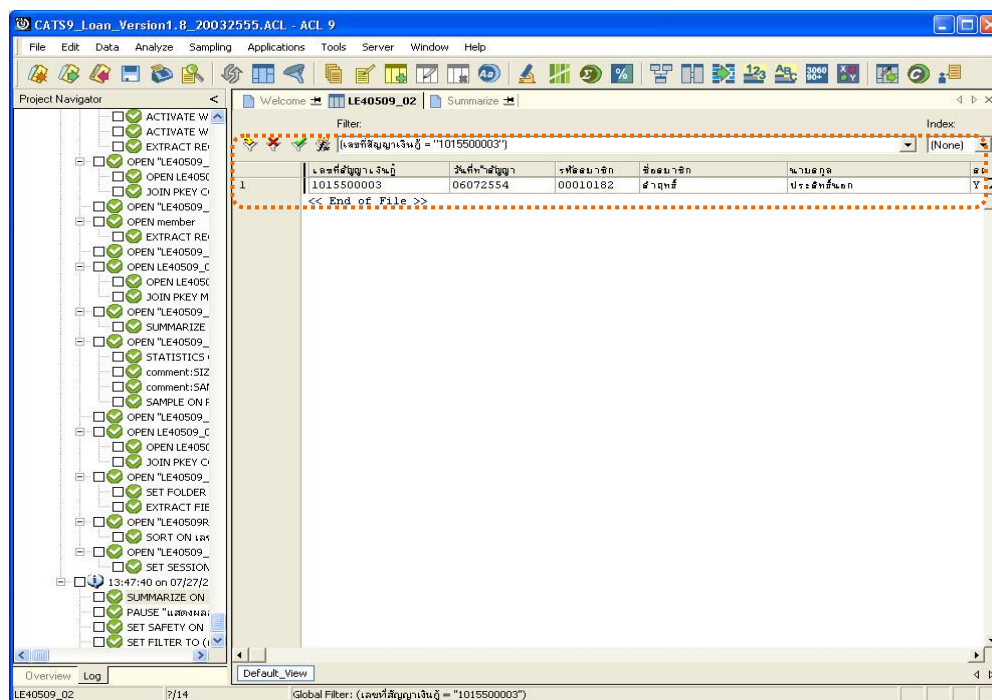 CATS9_Loan_Version1.8_20032555.ACL - ACL 9
File Edit Data Analyze Sampling Applications Tools Server Window Help
Project Navigator <
Welcome LE40509_02 Summarize
Filter: Index:
(เลขที่สัญญาเงินกู้ = "1015500003") (None)
เลขที่สัญญาเงินกู้ วันที่ทำสัญญา รหัสสมาชิก ชื่อสมาชิก นามสกุล
1 1015500003 06072554 00010182 สำฤทธิ์ ประสิทธิ์นอก Y
<< End of File >>
ACTIVATE W
ACTIVATE W
EXTRACT RE
OPEN "LE40509_
OPEN LE4050
JOIN PKEY C
OPEN "LE40509_
OPEN member
EXTRACT RE
OPEN "LE40509_
OPEN LE40509_0
OPEN LE4050
JOIN PKEY M
OPEN "LE40509_
SUMMARIZE
OPEN "LE40509_
STATISTICS
comment:SIZ
comment:SAM
SAMPLE ON F
OPEN "LE40509_
OPEN LE40509_0
OPEN LE4050
JOIN PKEY C
OPEN "LE40509_
SET FOLDER
EXTRACT FIE
OPEN "LE40509R
SORT ON เลข
OPEN "LE40509_
SET SESSION
13:47:40 on 07/27/2
SUMMARIZE ON
PAUSE "แสดงผล
SET SAFETY ON
SET FILTER TO (เ
Overview Log
Default_View
LE40509_02 ?/14 Global Filter: (เลขที่สัญญาเงินกู้ = "1015500003")